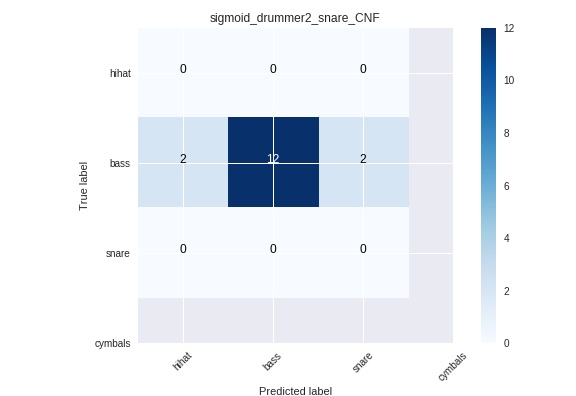 sigmoid_drummer2_snare_CNF
hihat 0 0 0
bass 2 12 2
snare 0 0 0
cymbals
hihat bass snare cymbals
True label
Predicted label
12
10
8
6
4
2
0